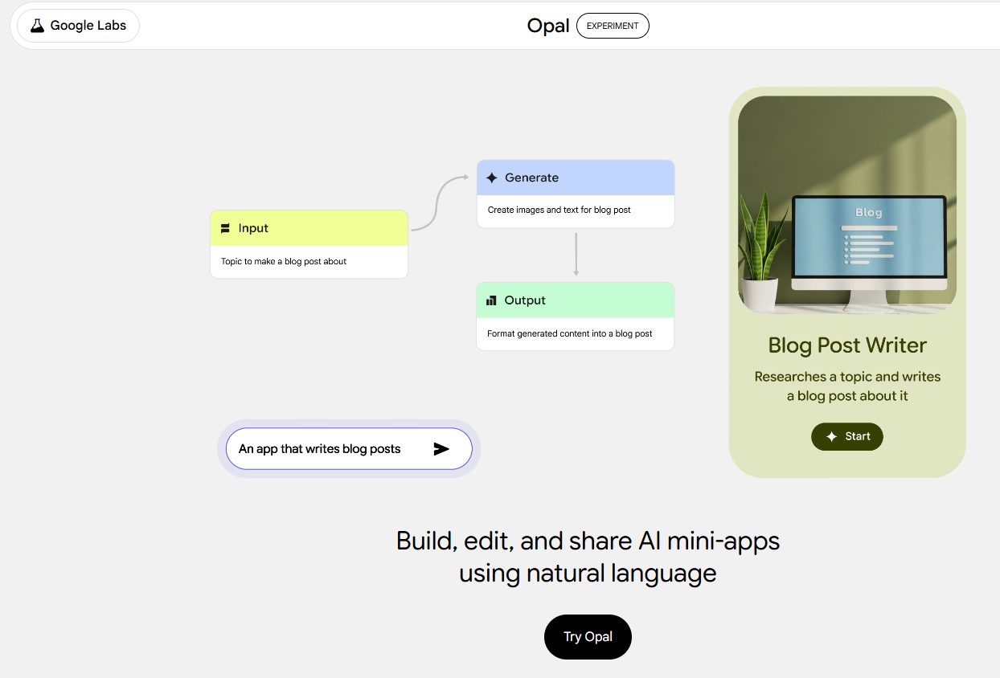 Google Labs
Opal
EXPERIMENT
Input
Topic to make a blog post about
Generate
Create images and text for blog post
Output
Format generated content into a blog post
An app that writes blog posts
Blog
Blog Post Writer
Researches a topic and writes
a blog post about it
Start
Build, edit, and share AI mini-apps
using natural language
Try Opal